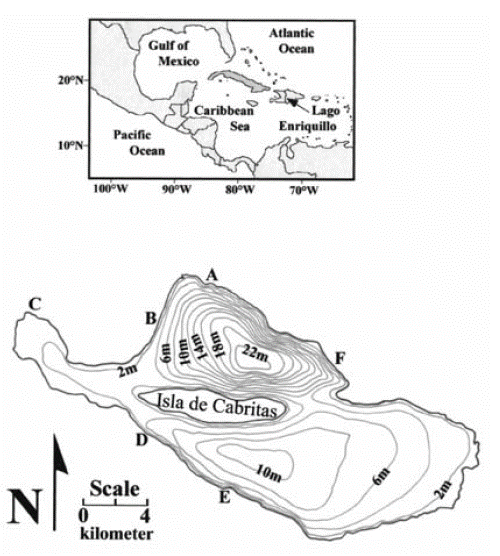 Gulf of
Mexico
Atlantic
Ocean
20°N
Caribbean
Sea
Lago
Enriquillo
Pacific
Ocean
10°N
100°W 90°W 80°W 70°W
A
C
B
F
6m 10m 14m 18m 22m
2m
Isla de Cabritas
D
10m
6m
2m
E
N
Scale
0 4
kilometer